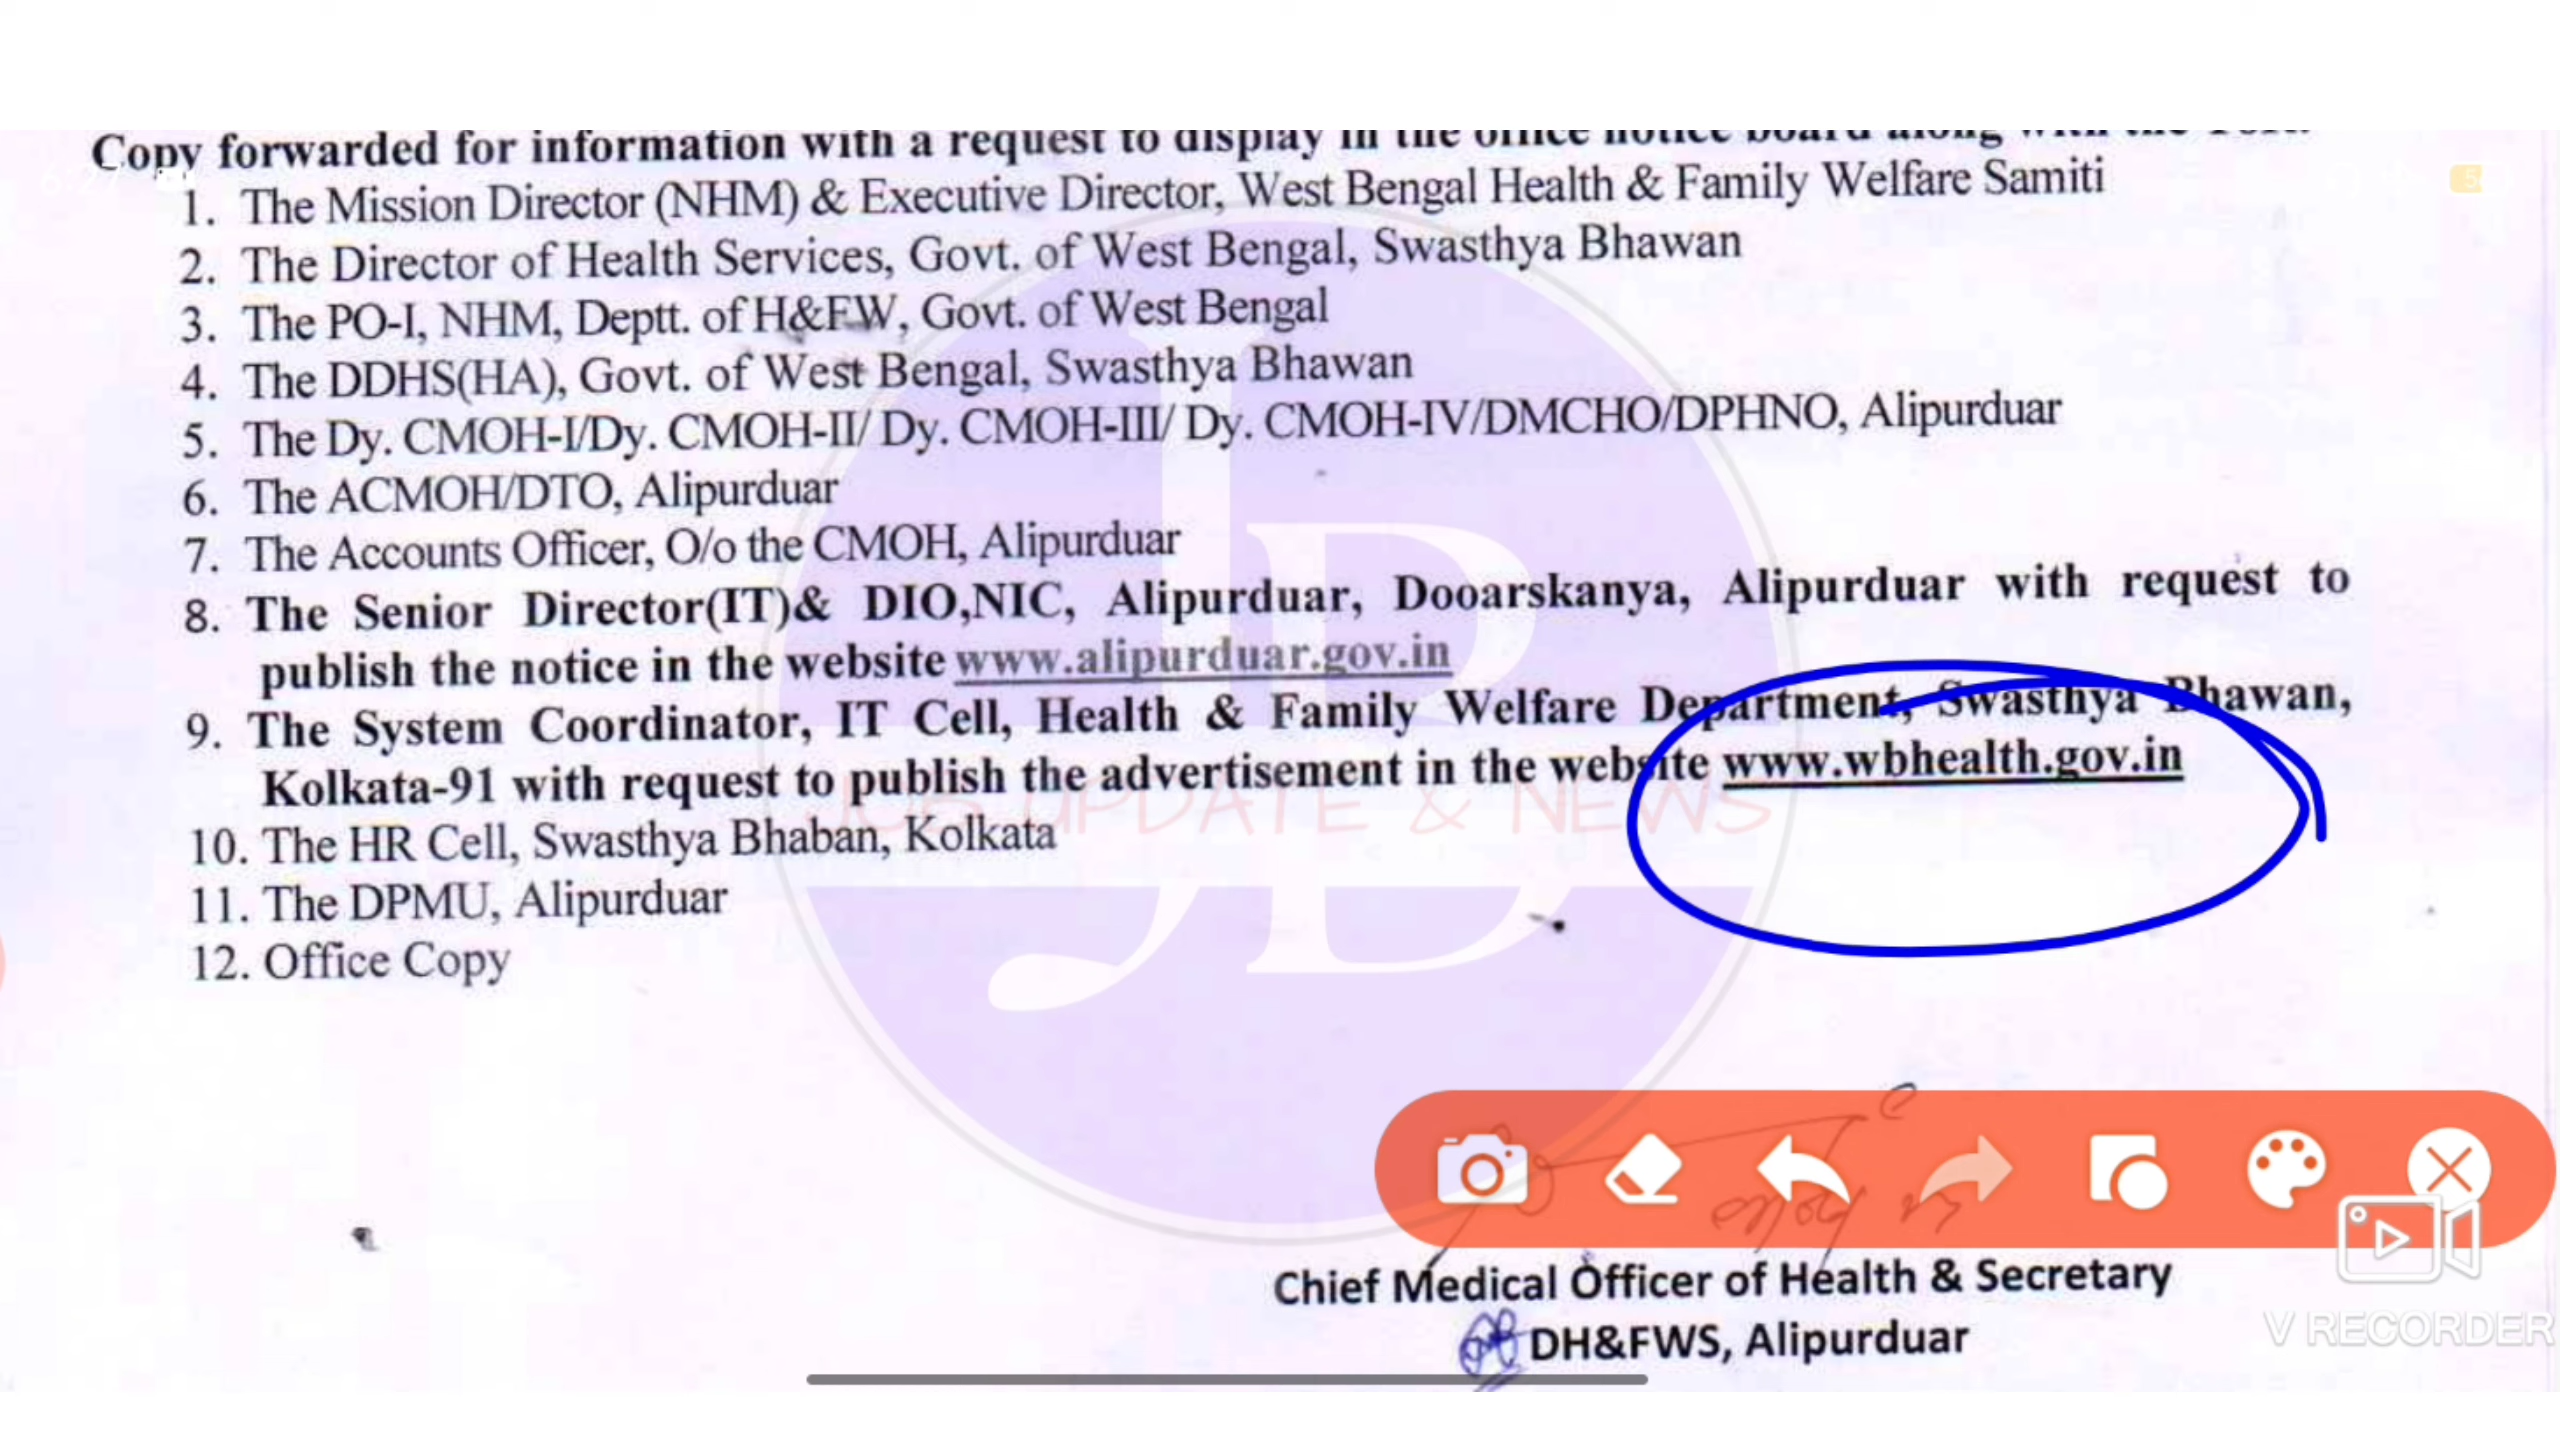 Copy forwarded for information with a request to display in the office notice board along with the
1. The Mission Director (NHM) & Executive Director, West Bengal Health & Family Welfare Samiti
2. The Director of Health Services, Govt. of West Bengal, Swasthya Bhawan
3. The PO-I, NHM, Deptt. of H&FW, Govt. of West Bengal
4. The DDHS(HA), Govt. of West Bengal, Swasthya Bhawan
5. The Dy. CMOH-I/Dy. CMOH-II/ Dy. CMOH-III/ Dy. CMOH-IV/DMCHO/DPHNO, Alipurduar
6. The ACMOH/DTO, Alipurduar
7. The Accounts Officer, O/o the CMOH, Alipurduar
8. The Senior Director(IT)& DIO,NIC, Alipurduar, Dooarskanya, Alipurduar with request to
publish the notice in the website www.alipurduar.gov.in
9. The System Coordinator, IT Cell, Health & Family Welfare Department, Swasthya Bhawan,
Kolkata-91 with request to publish the advertisement in the website www.wbhealth.gov.in
JOB UPDATE & NEWS
10. The HR Cell, Swasthya Bhaban, Kolkata
11. The DPMU, Alipurduar
12. Office Copy
Chief Medical Officer of Health & Secretary
DH&FWS, Alipurduar
V RECORDER